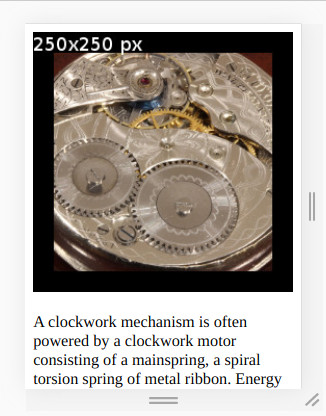 250x250 px
A clockwork mechanism is often
powered by a clockwork motor
consisting of a mainspring, a spiral
torsion spring of metal ribbon. Energy